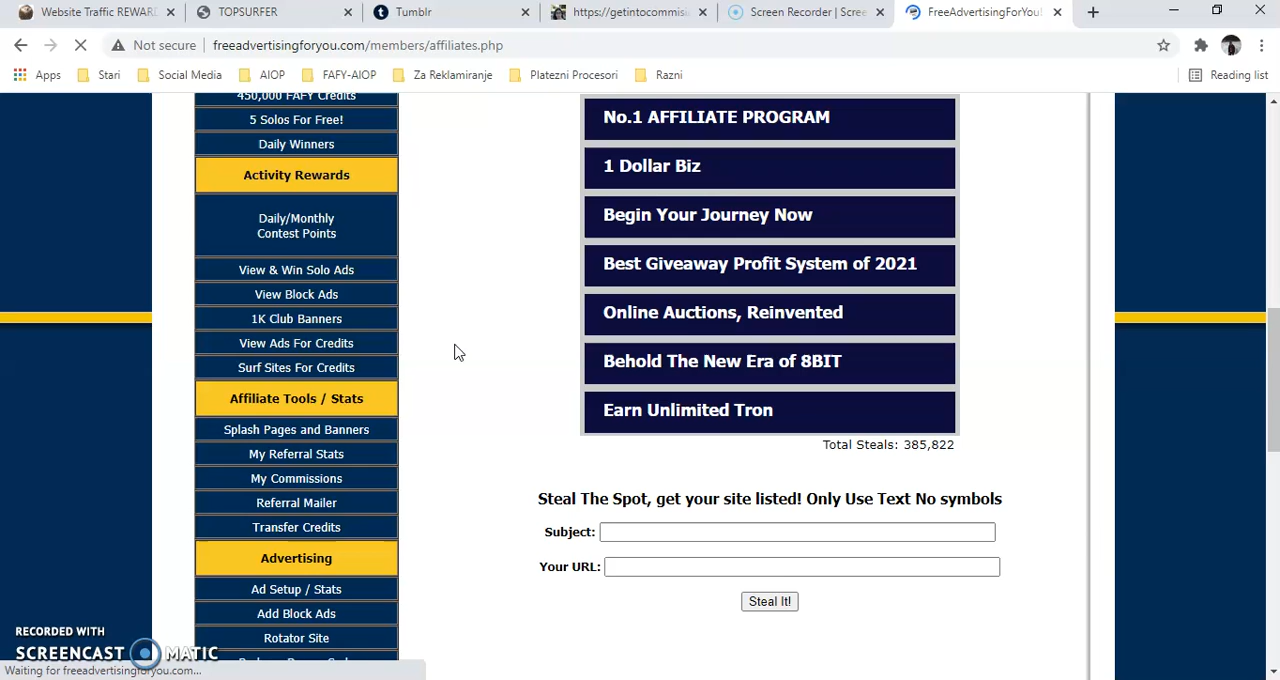 Website Traffic REWARD
TOPSURFER
Tumblr
https://getintocommisi
Screen Recorder | Scree
FreeAdvertisingForYou!
Not secure
freeadvertisingforyou.com/members/affiliates.php
Apps
Stari
Social Media
AIOP
FAFY-AIOP
Za Reklamiranje
Platezni Procesori
Razni
Reading list
450,000 FAFY Credits
5 Solos For Free!
Daily Winners
Activity Rewards
Daily/Monthly
Contest Points
View & Win Solo Ads
View Block Ads
1K Club Banners
View Ads For Credits
Surf Sites For Credits
Affiliate Tools / Stats
Splash Pages and Banners
My Referral Stats
My Commissions
Referral Mailer
Transfer Credits
Advertising
Ad Setup / Stats
Add Block Ads
Rotator Site
No.1 AFFILIATE PROGRAM
1 Dollar Biz
Begin Your Journey Now
Best Giveaway Profit System of 2021
Online Auctions, Reinvented
Behold The New Era of 8BIT
Earn Unlimited Tron
Total Steals: 385,822
Steal The Spot, get your site listed! Only Use Text No symbols
Subject:
Your URL:
Steal It!
RECORDED WITH
SCREENCAST MATIC
Waiting for freeadvertisingforyou.com...